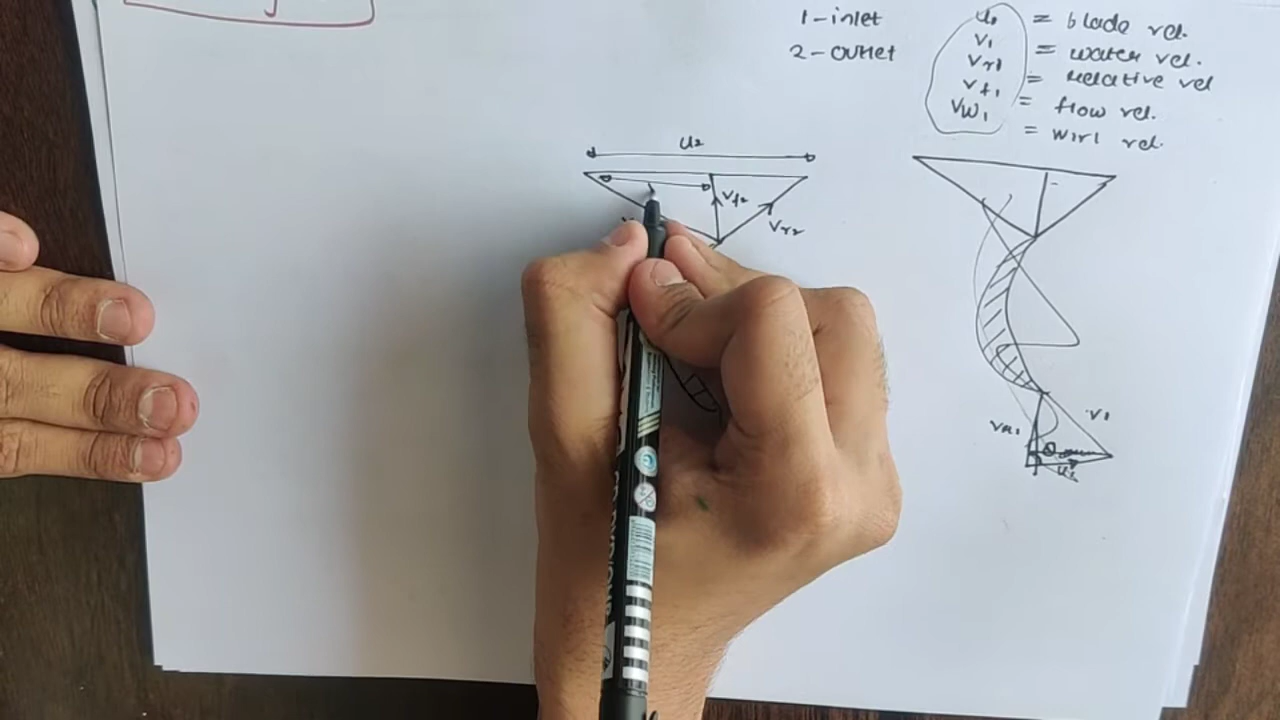 1-inlet
2-outlet
u1 = blade vel.
V1 = water vel.
Vr1 = relative vel
Vf1 = flow vel.
Vw1 = wirl vel.
u2
Vf2
Vr2
V1
u1